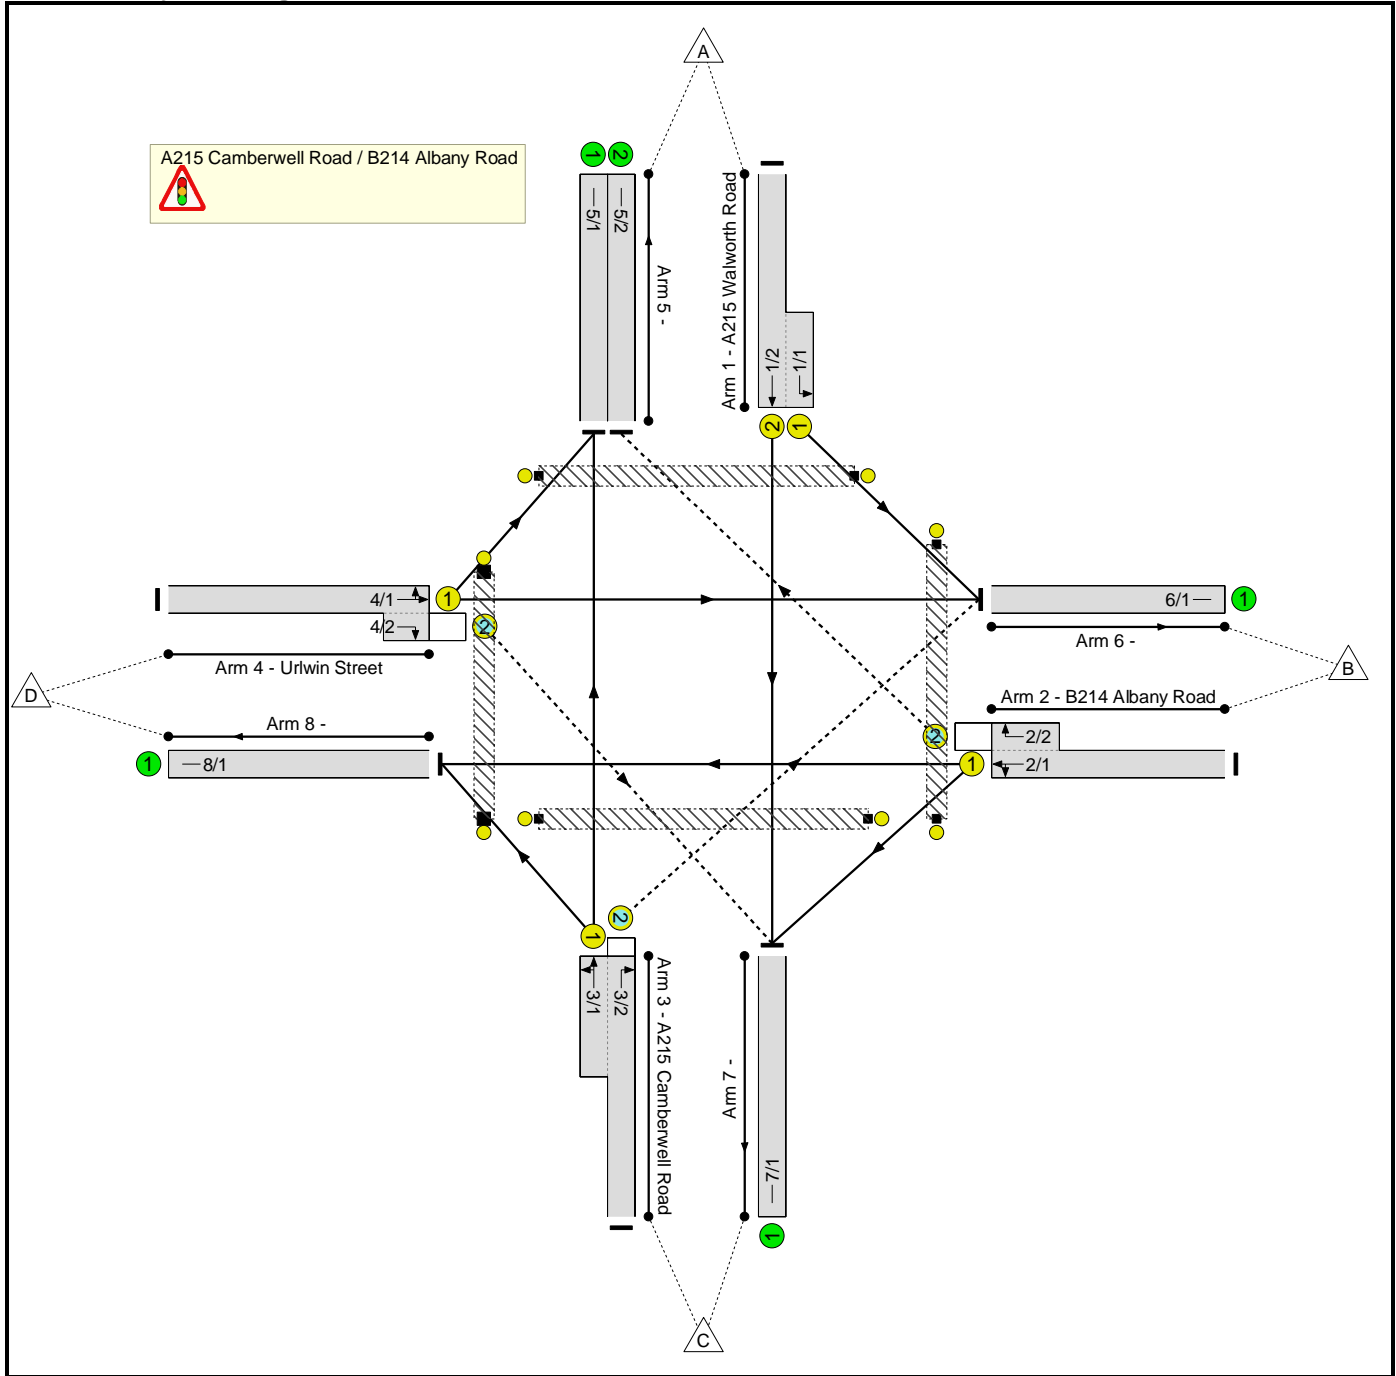 A
A215 Camberwell Road / B214 Albany Road
1
2
5/1
5/2
Arm 5 -
Arm 1 - A215 Walworth Road
1/2
1/1
2
1
4/1
1
4/2
2
Arm 4 - Urlwin Street
D
Arm 8 -
1
8/1
6/1
1
Arm 6 -
B
Arm 2 - B214 Albany Road
2
2/2
1
2/1
2
1
3/1
3/2
Arm 3 - A215 Camberwell Road
Arm 7 -
7/1
1
C